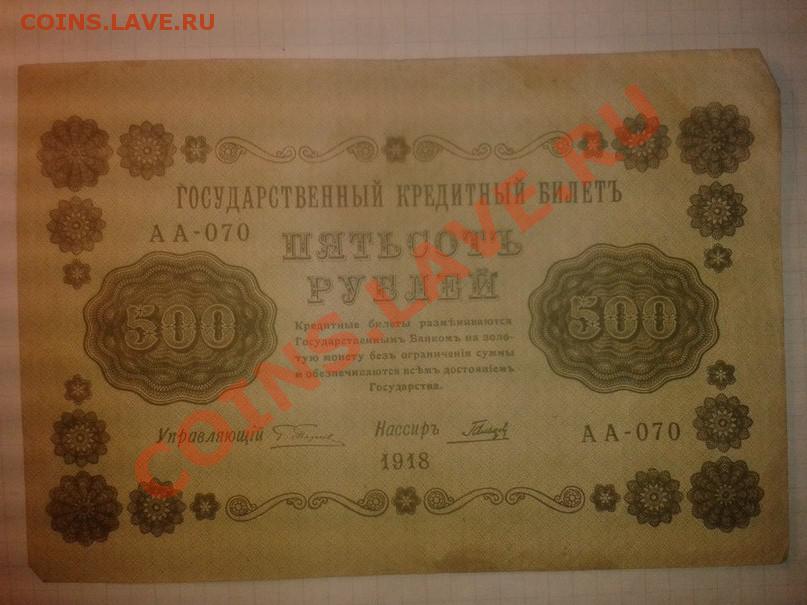 COINS.LAVE.RU
ГОСУДАРСТВЕННЫЙ КРЕДИТНЫЙ БИЛЕТЪ
АА-070
ПЯТЬСОТЪ
РУБЛЕЙ
500
500
Кредитные билеты размѣниваются
Государственнымъ Банкомъ на золо-
тую монету безъ ограниченія суммы
и обезпечиваются всѣмъ достояніемъ
Государства.
Управляющій
Кассиръ
АА-070
1918
COINS.LAVE.RU